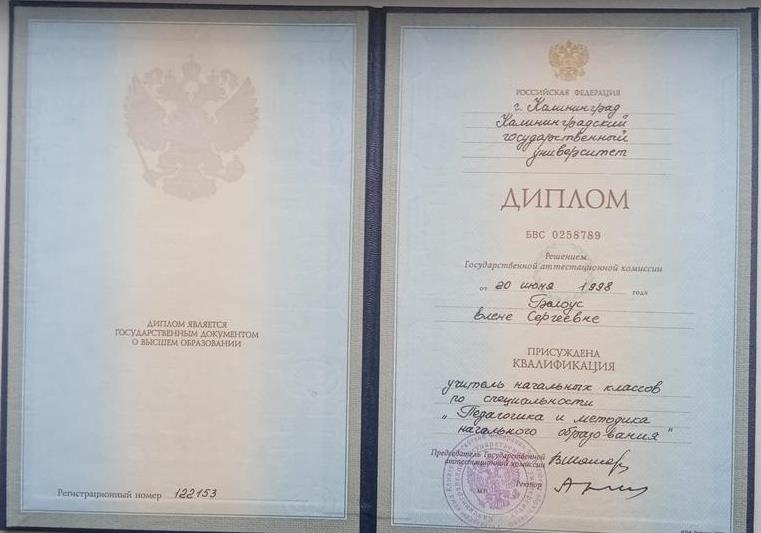 ДИПЛОМ ЯВЛЯЕТСЯ
ГОСУДАРСТВЕННЫМ ДОКУМЕНТОМ
О ВЫСШЕМ ОБРАЗОВАНИИ
Регистрационный номер 122153
РОССИЙСКАЯ ФЕДЕРАЦИЯ
г. Калининград
Калининградский
государственный
университет
ДИПЛОМ
БВС 0258789
Решением
Государственной аттестационной комиссии
от 20 июня 1998 года
Белоус
Елене Сергеевне
ПРИСУЖДЕНА
КВАЛИФИКАЦИЯ
учитель начальных классов
по специальности
„Педагогика и методика
начального образования"
Председатель Государственной
аттестационной комиссии
Ректор
М.П.